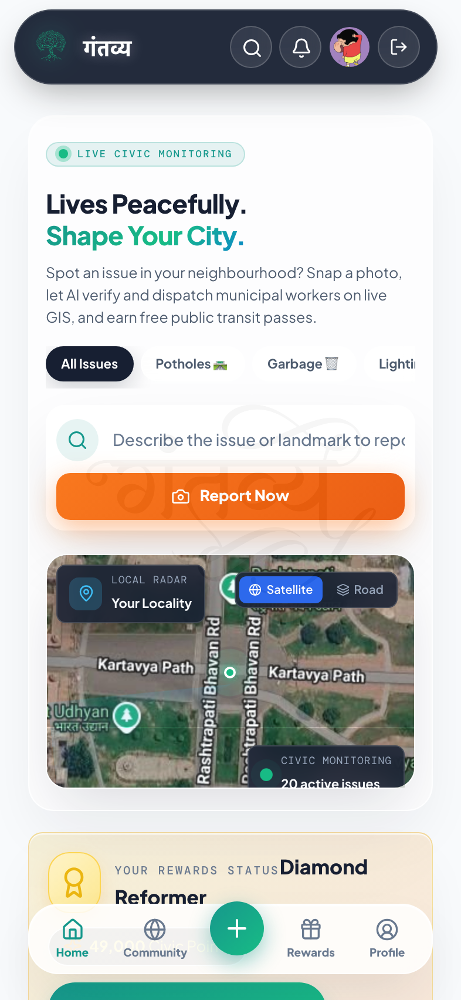 गंतव्य
LIVE CIVIC MONITORING
Lives Peacefully.
Shape Your City.
Spot an issue in your neighbourhood? Snap a photo,
let AI verify and dispatch municipal workers on live
GIS, and earn free public transit passes.
All Issues
Potholes
Garbage
Describe the issue or landmark to
गंतव्य
Report Now
LOCAL RADAR
Your Locality
Satellite
Road
Kartavya Path
Rashtrapati Bhavan Rd
Rashtrapati Bhavan Rd
Kartavya Path
Udhyan
भारत उद्यान
CIVIC MONITORING
20 active issues
YOUR REWARDS STATUS Diamond
Reformer
49,000 Civic
Home
Community
Rewards
Profile